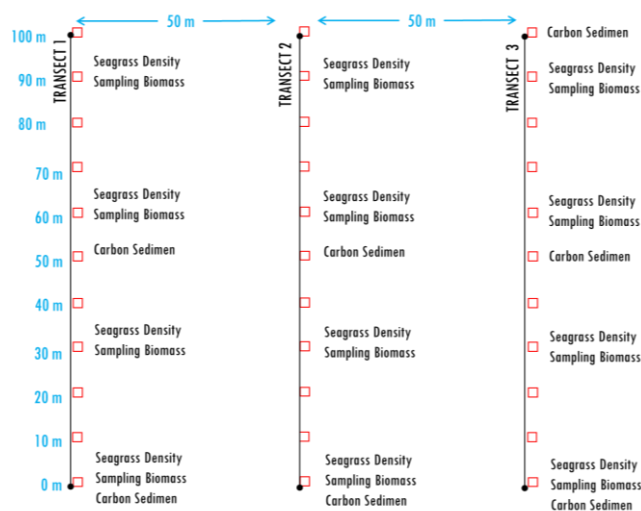 50 m
50 m
100 m
Carbon Sedimen
TRANSECT 1
TRANSECT 2
TRANSECT 3
90 m
Seagrass Density
Sampling Biomass
Seagrass Density
Sampling Biomass
Seagrass Density
Sampling Biomass
80 m
70 m
60 m
Seagrass Density
Sampling Biomass
Seagrass Density
Sampling Biomass
Seagrass Density
Sampling Biomass
50 m
Carbon Sedimen
Carbon Sedimen
Carbon Sedimen
40 m
30 m
Seagrass Density
Sampling Biomass
Seagrass Density
Sampling Biomass
Seagrass Density
Sampling Biomass
20 m
10 m
0 m
Seagrass Density
Sampling Biomass
Carbon Sedimen
Seagrass Density
Sampling Biomass
Carbon Sedimen
Seagrass Density
Sampling Biomass
Carbon Sedimen